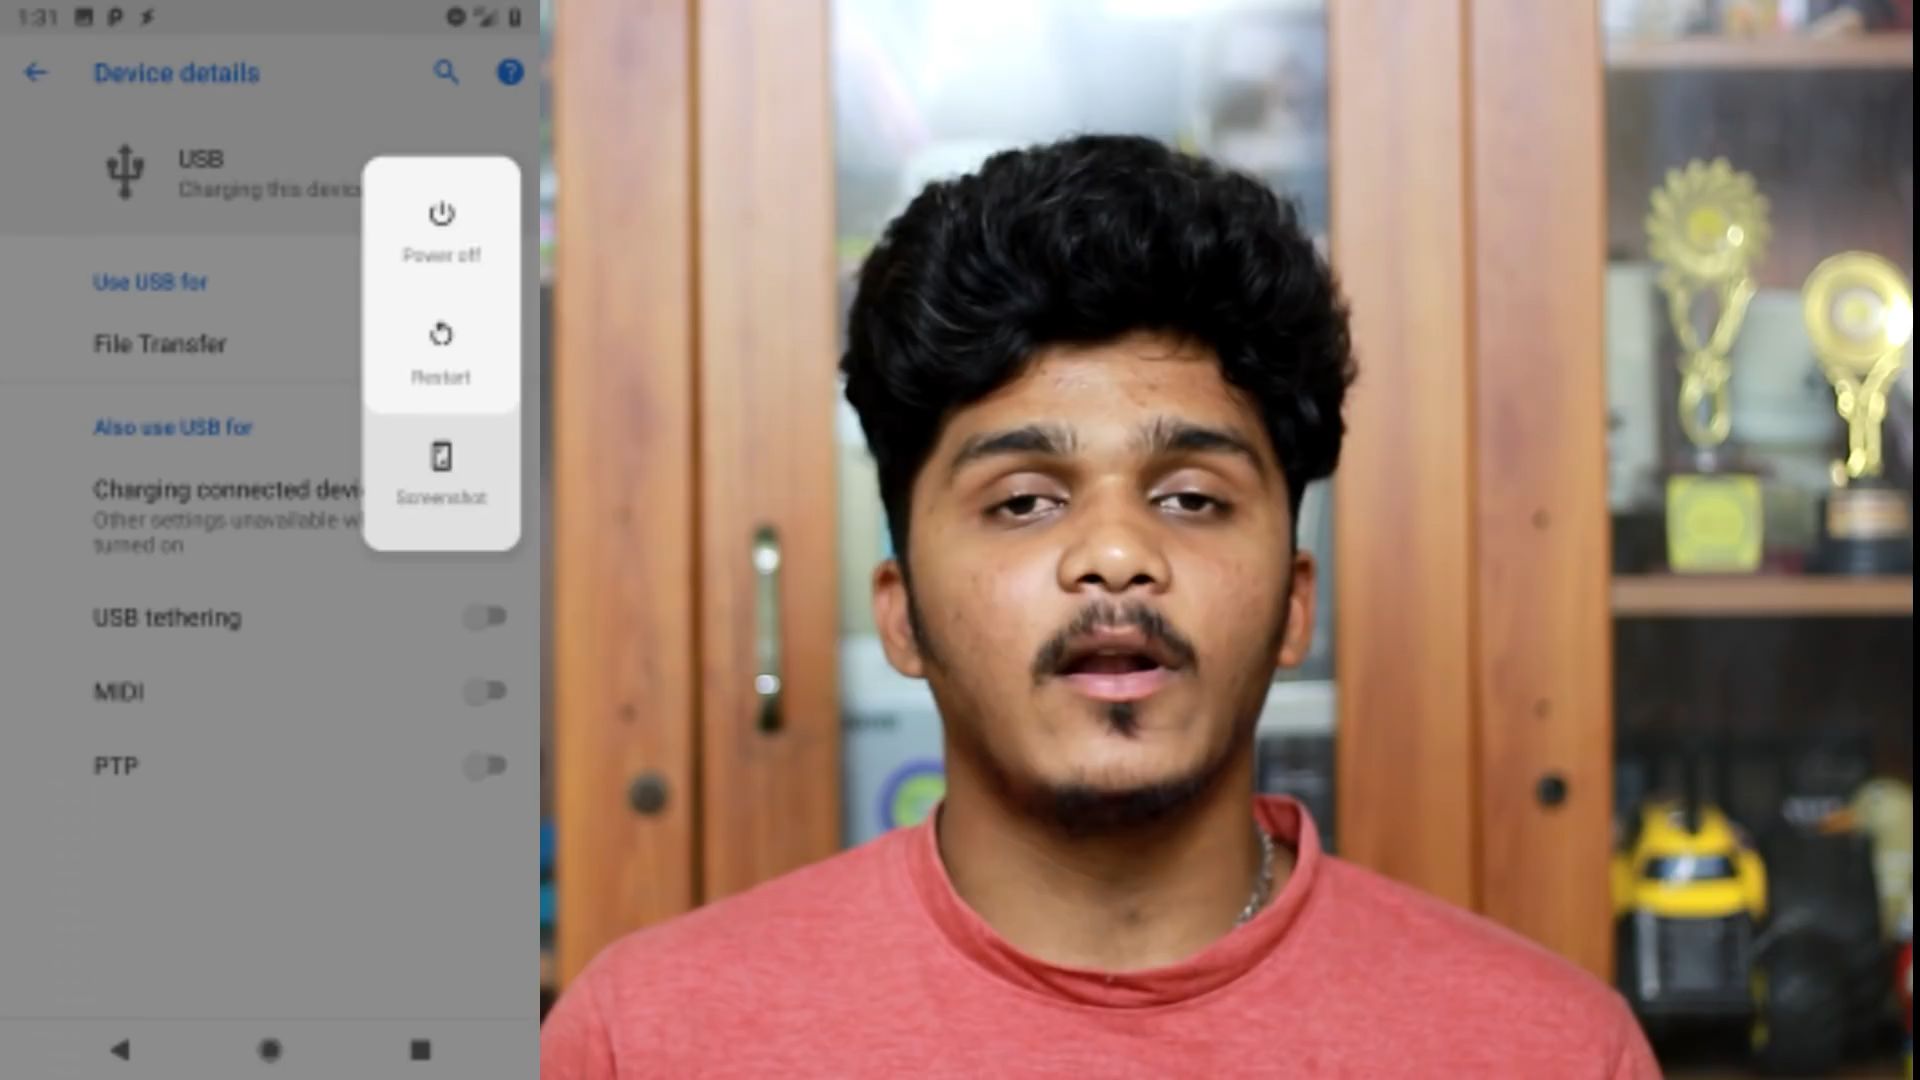 1:31
Device details
USB
Charging this device
Power off
Use USB for
File Transfer
Restart
Also use USB for
Charging connected devi
Screenshot
Other settings unavailable w
turned on
USB tethering
MIDI
PTP